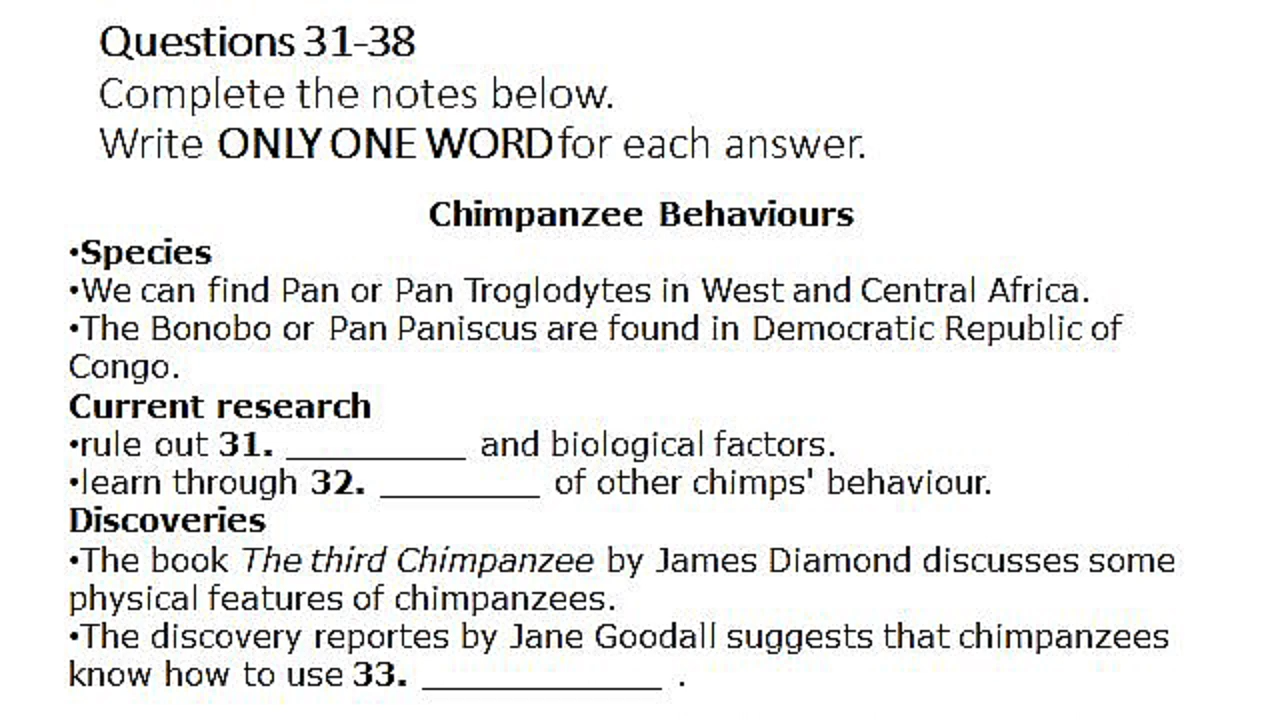 Questions 31-38
Complete the notes below.
Write ONLY ONE WORD for each answer.
Chimpanzee Behaviours
•Species
•We can find Pan or Pan Troglodytes in West and Central Africa.
•The Bonobo or Pan Paniscus are found in Democratic Republic of
Congo.
Current research
•rule out 31. __________ and biological factors.
•learn through 32. _________ of other chimps' behaviour.
Discoveries
•The book The third Chimpanzee by James Diamond discusses some
physical features of chimpanzees.
•The discovery reportes by Jane Goodall suggests that chimpanzees
know how to use 33. _____________ .